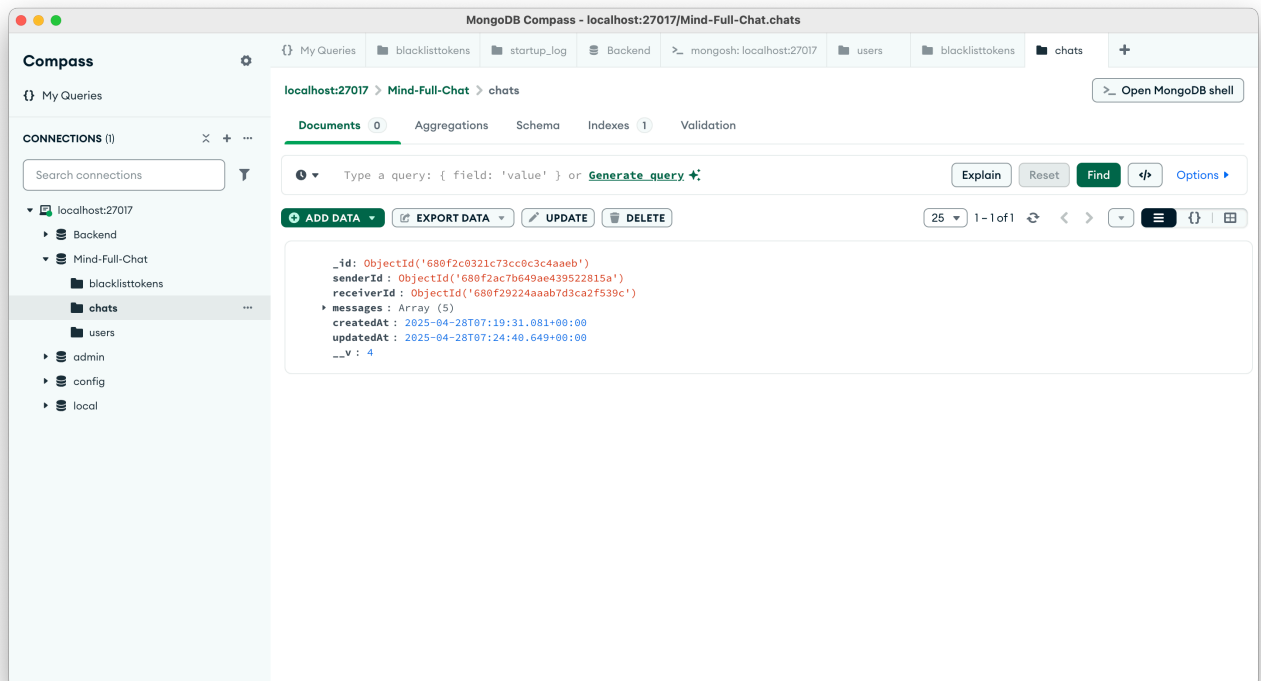 MongoDB Compass - localhost:27017/Mind-Full-Chat.chats
Compass
My Queries
CONNECTIONS (1)
Search connections
localhost:27017
Backend
Mind-Full-Chat
blacklisttokens
chats
users
admin
config
local
{} My Queries blacklisttokens startup_log Backend >_ mongosh: localhost:27017 users blacklisttokens chats
localhost:27017 > Mind-Full-Chat > chats
>_ Open MongoDB shell
Documents 0 Aggregations Schema Indexes 1 Validation
Type a query: { field: 'value' } or Generate query
Explain Reset Find </> Options
ADD DATA EXPORT DATA UPDATE DELETE
25 1 – 1 of 1 {}
_id: ObjectId('680f2c0321c73cc0c3c4aaeb')
senderId : ObjectId('680f2ac7b649ae439522815a')
receiverId : ObjectId('680f29224aaab7d3ca2f539c')
messages : Array (5)
createdAt : 2025-04-28T07:19:31.081+00:00
updatedAt : 2025-04-28T07:24:40.649+00:00
__v : 4